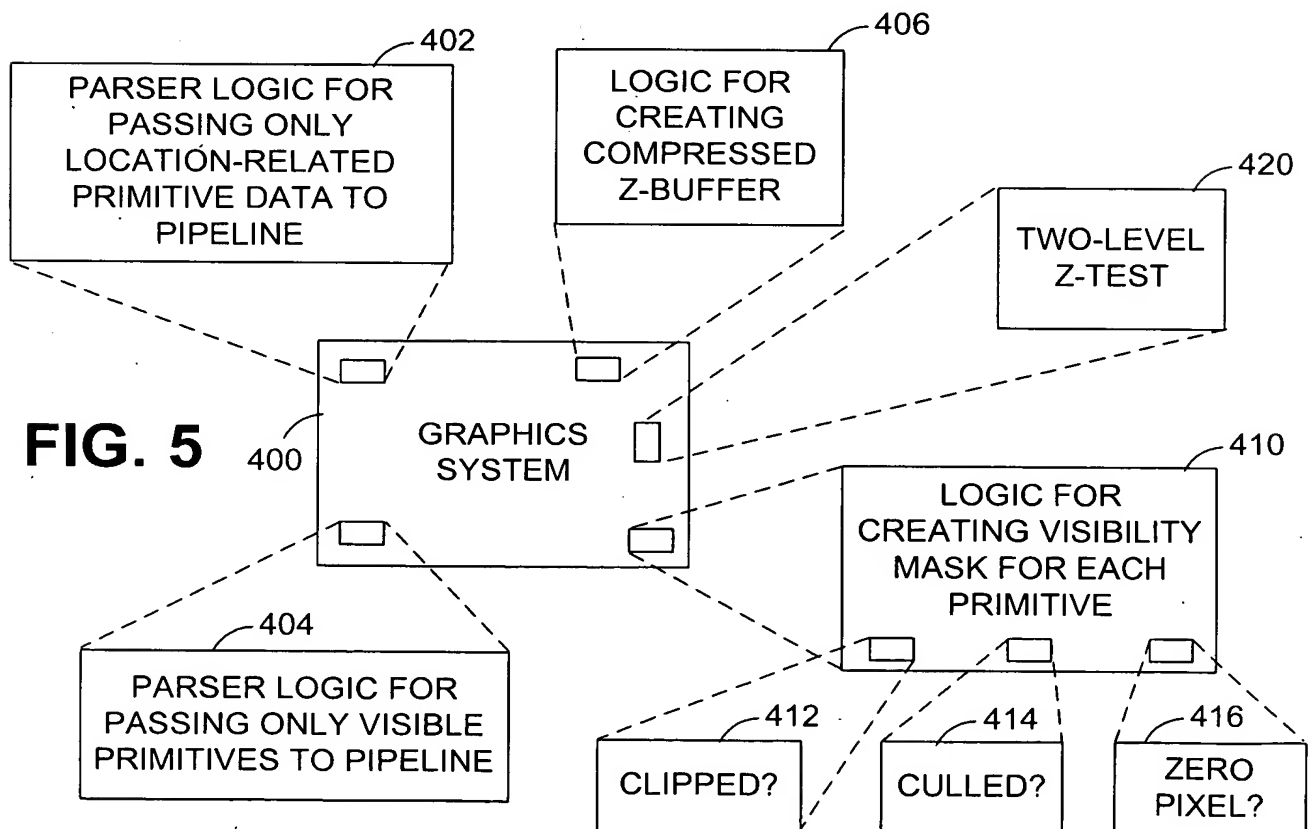 402
PARSER LOGIC FOR
PASSING ONLY
LOCATION-RELATED
PRIMITIVE DATA TO
PIPELINE
406
LOGIC FOR
CREATING
COMPRESSED
Z-BUFFER
420
TWO-LEVEL
Z-TEST
FIG. 5
400
GRAPHICS
SYSTEM
410
LOGIC FOR
CREATING VISIBILITY
MASK FOR EACH
PRIMITIVE
404
PARSER LOGIC FOR
PASSING ONLY VISIBLE
PRIMITIVES TO PIPELINE
412
CLIPPED?
414
CULLED?
416
ZERO
PIXEL?